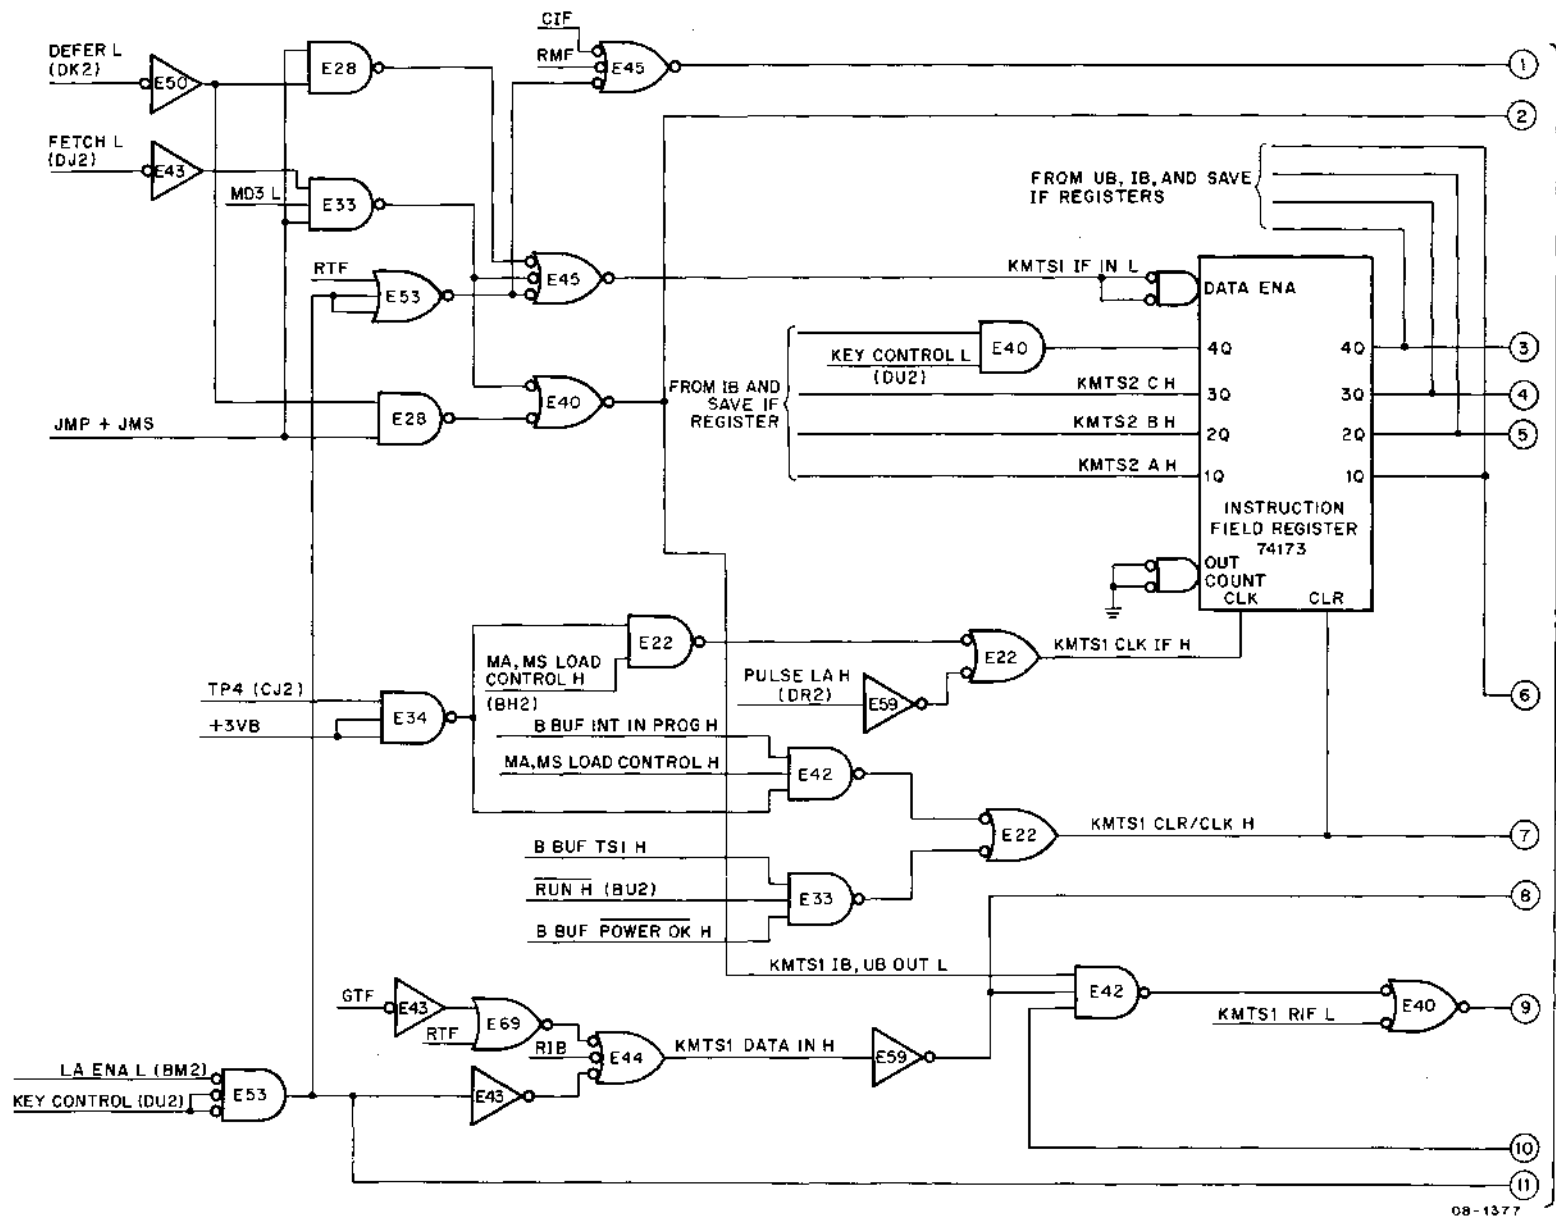 CIF
DEFER L
(DK2)
E50
E28
RMF
E45
1
2
FETCH L
(DJ2)
E43
MD3 L
E33
FROM UB, IB, AND SAVE
IF REGISTERS
RTF
E53
E45
KMTS1 IF IN L
DATA ENA
E40
KEY CONTROL L
(DU2)
4Q
4Q
3
FROM IB AND
SAVE IF
REGISTER
KMTS2 C H
3Q
3Q
4
E28
E40
JMP + JMS
KMTS2 B H
2Q
2Q
5
KMTS2 A H
1Q
1Q
INSTRUCTION
FIELD REGISTER
74173
OUT
COUNT
CLK
CLR
E22
MA, MS LOAD
CONTROL H
(BH2)
E22
KMTS1 CLK IF H
PULSE LA H
(DR2)
E59
6
TP4 (CJ2)
E34
+3VB
B BUF INT IN PROG H
MA, MS LOAD CONTROL H
E42
E22
KMTS1 CLR/CLK H
7
B BUF TS1 H
RUN H (BU2)
E33
B BUF POWER OK H
8
KMTS1 IB, UB OUT L
E42
GTF
E43
E69
RTF
RIB
E44
KMTS1 DATA IN H
E59
KMTS1 RIF L
E40
9
LA ENA L (BM2)
KEY CONTROL (DU2)
E53
E43
10
11
08-1377